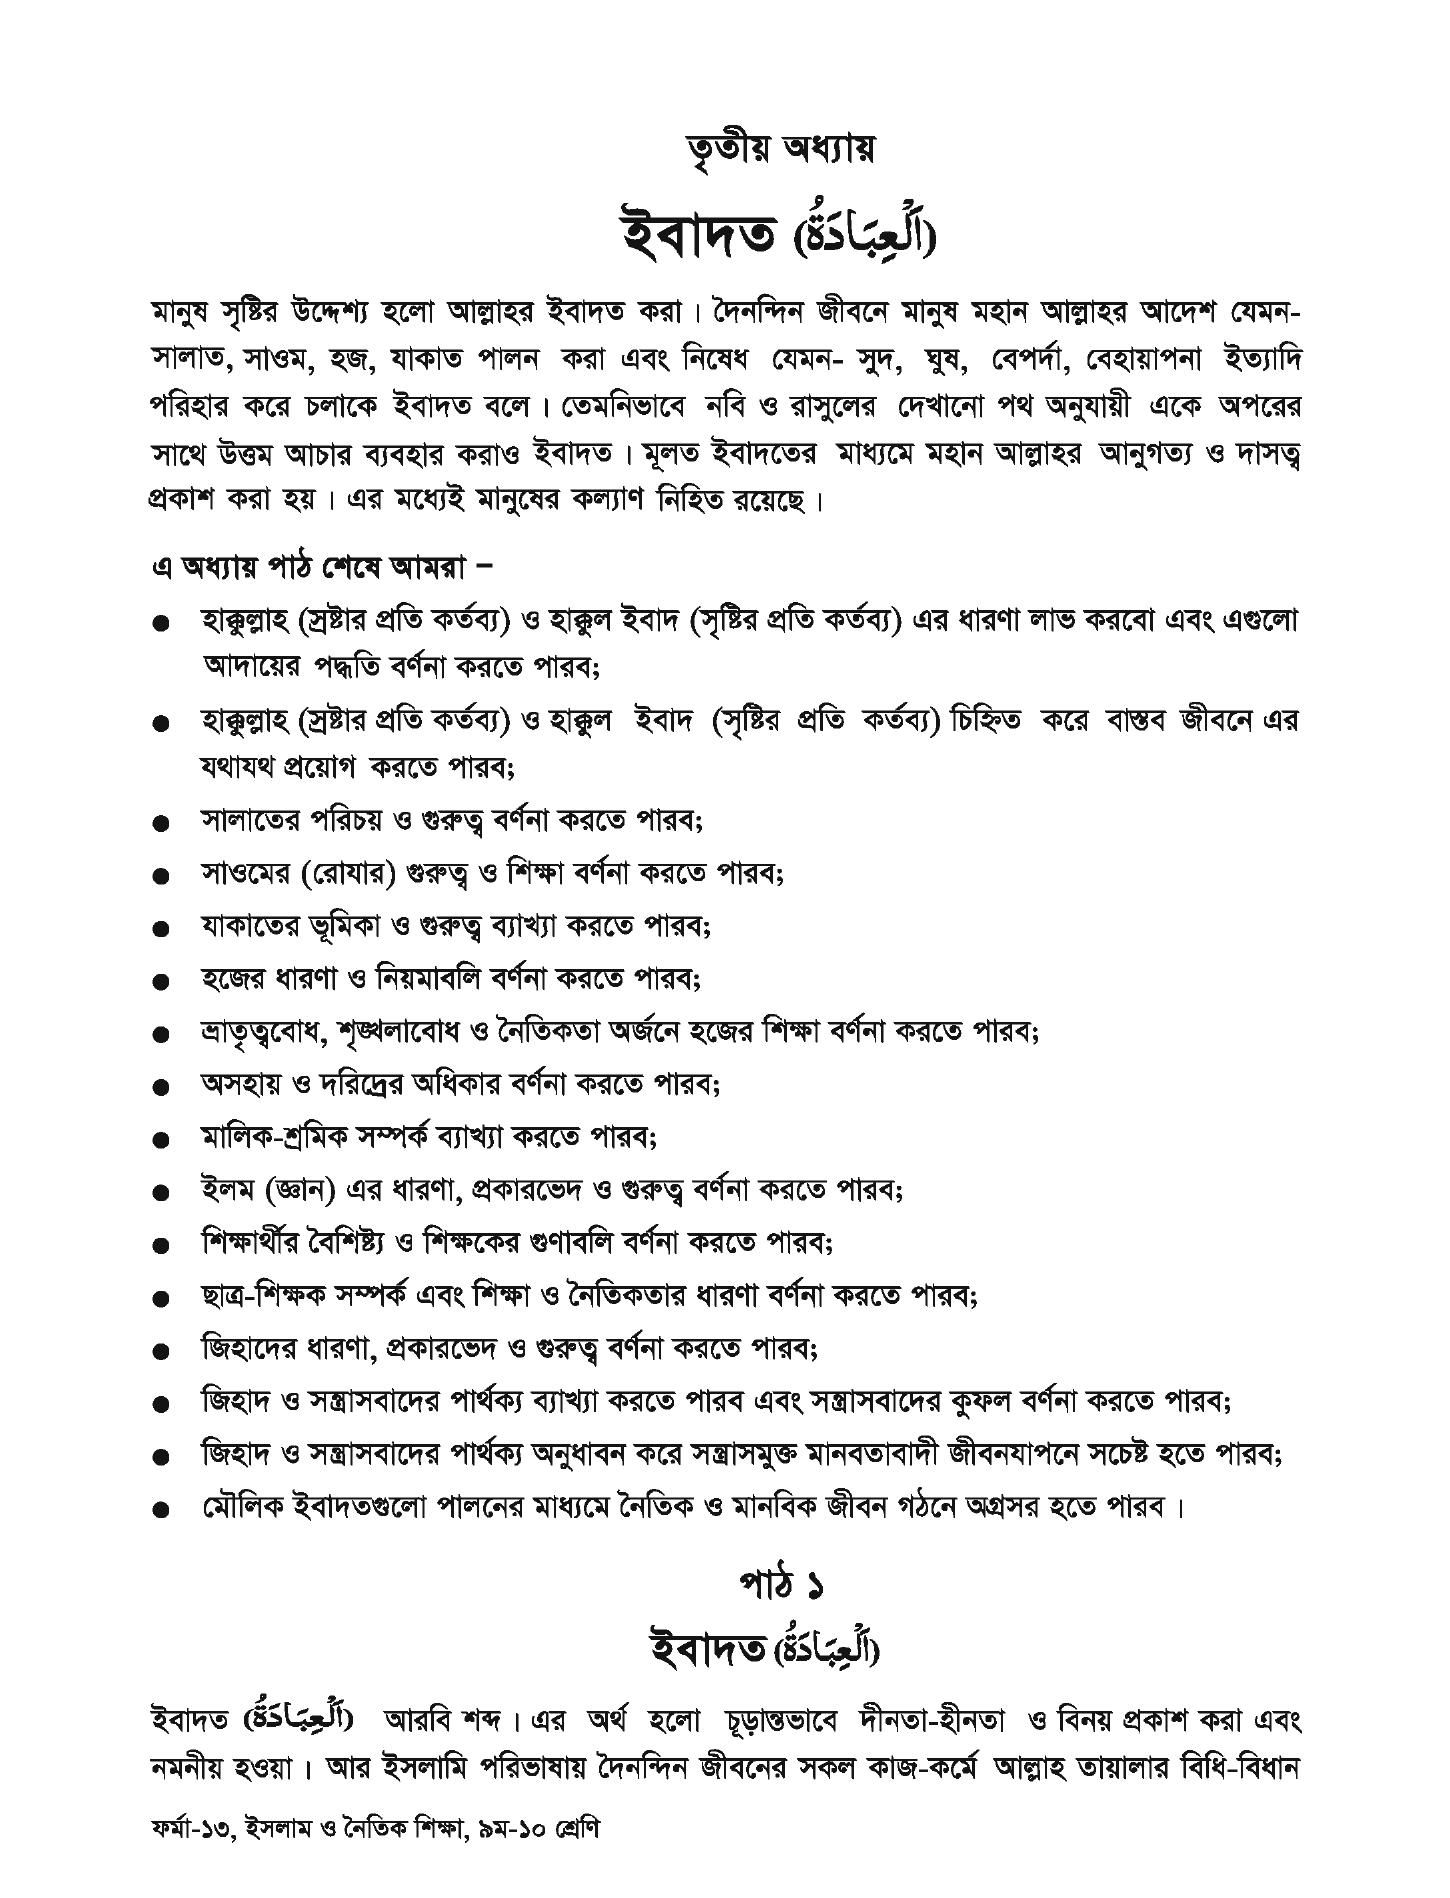 তৃতীয় অধ্যায়
ইবাদত (اَلْعِبَادَةُ)
মানুষ সৃষ্টির উদ্দেশ্য হলো আল্লাহর ইবাদত করা। দৈনন্দিন জীবনে মানুষ মহান আল্লাহর আদেশ যেমন-
সালাত, সাওম, হজ, যাকাত পালন করা এবং নিষেধ যেমন- সুদ, ঘুষ, বেপর্দা, বেহায়াপনা ইত্যাদি
পরিহার করে চলাকে ইবাদত বলে। তেমনিভাবে নবি ও রাসুলের দেখানো পথ অনুযায়ী একে অপরের
সাথে উত্তম আচার ব্যবহার করাও ইবাদত। মূলত ইবাদতের মাধ্যমে মহান আল্লাহর আনুগত্য ও দাসত্ব
প্রকাশ করা হয়। এর মধ্যেই মানুষের কল্যাণ নিহিত রয়েছে।
এ অধ্যায় পাঠ শেষে আমরা –
● হাক্কুল্লাহ (স্রষ্টার প্রতি কর্তব্য) ও হাক্কুল ইবাদ (সৃষ্টির প্রতি কর্তব্য) এর ধারণা লাভ করবো এবং এগুলো
আদায়ের পদ্ধতি বর্ণনা করতে পারব;
● হাক্কুল্লাহ (স্রষ্টার প্রতি কর্তব্য) ও হাক্কুল ইবাদ (সৃষ্টির প্রতি কর্তব্য) চিহ্নিত করে বাস্তব জীবনে এর
যথাযথ প্রয়োগ করতে পারব;
● সালাতের পরিচয় ও গুরুত্ব বর্ণনা করতে পারব;
● সাওমের (রোযার) গুরুত্ব ও শিক্ষা বর্ণনা করতে পারব;
● যাকাতের ভূমিকা ও গুরুত্ব ব্যাখ্যা করতে পারব;
● হজের ধারণা ও নিয়মাবলি বর্ণনা করতে পারব;
● ভ্রাতৃত্ববোধ, শৃঙ্খলাবোধ ও নৈতিকতা অর্জনে হজের শিক্ষা বর্ণনা করতে পারব;
● অসহায় ও দরিদ্রের অধিকার বর্ণনা করতে পারব;
● মালিক-শ্রমিক সম্পর্ক ব্যাখ্যা করতে পারব;
● ইলম (জ্ঞান) এর ধারণা, প্রকারভেদ ও গুরুত্ব বর্ণনা করতে পারব;
● শিক্ষার্থীর বৈশিষ্ট্য ও শিক্ষকের গুণাবলি বর্ণনা করতে পারব;
● ছাত্র-শিক্ষক সম্পর্ক এবং শিক্ষা ও নৈতিকতার ধারণা বর্ণনা করতে পারব;
● জিহাদের ধারণা, প্রকারভেদ ও গুরুত্ব বর্ণনা করতে পারব;
● জিহাদ ও সন্ত্রাসবাদের পার্থক্য ব্যাখ্যা করতে পারব এবং সন্ত্রাসবাদের কুফল বর্ণনা করতে পারব;
● জিহাদ ও সন্ত্রাসবাদের পার্থক্য অনুধাবন করে সন্ত্রাসমুক্ত মানবতাবাদী জীবনযাপনে সচেষ্ট হতে পারব;
● মৌলিক ইবাদতগুলো পালনের মাধ্যমে নৈতিক ও মানবিক জীবন গঠনে অগ্রসর হতে পারব।
পাঠ ১
ইবাদত (اَلْعِبَادَةُ)
ইবাদত (اَلْعِبَادَةُ) আরবি শব্দ। এর অর্থ হলো চূড়ান্তভাবে দীনতা-হীনতা ও বিনয় প্রকাশ করা এবং
নমনীয় হওয়া। আর ইসলামি পরিভাষায় দৈনন্দিন জীবনের সকল কাজ-কর্মে আল্লাহ তায়ালার বিধি-বিধান
ফর্মা-১৩, ইসলাম ও নৈতিক শিক্ষা, ৯ম-১০ শ্রেণি